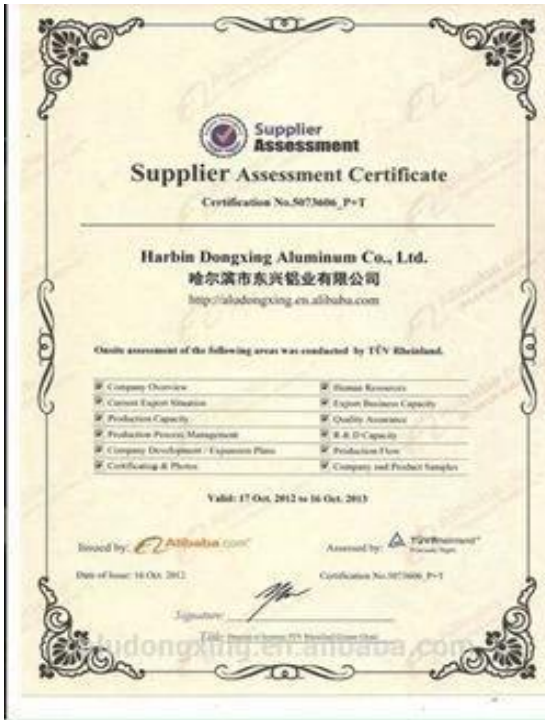 Supplier
Assessment
Supplier Assessment Certificate
Certification No.5073606_P+T
Harbin Dongxing Aluminum Co., Ltd.
哈尔滨市东兴铝业有限公司
http://aludongxing.en.alibaba.com
Onsite assessment of the following areas was conducted by TÜV Rheinland.
Company Overview
Human Resources
Current Export Situation
Export Business Capacity
Production Capacity
Quality Assurance
Production Process Management
R & D Capacity
Company Development / Expansion Plans
Production Flow
Certificating & Photos
Company and Product Samples
Valid: 17 Oct. 2012 to 16 Oct. 2013
Issued by: Alibaba.com
Assessed by: TÜVRheinland
Precisely Right.
Date of Issue: 16 Oct. 2012
Certification No.5073606_P+T
Signature:
Title:
aludongxing.en.alibaba.com